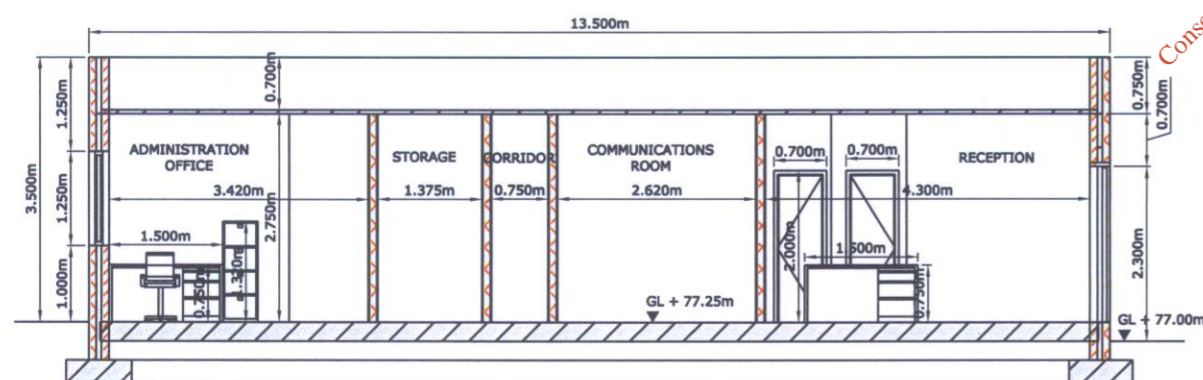 13.500m
Conse
3.500m
1.250m
1.250m
1.000m
0.700m
0.750m
0.700m
ADMINISTRATION
OFFICE
STORAGE
CORRIDOR
COMMUNICATIONS
ROOM
0.700m
0.700m
RECEPTION
3.420m
1.375m
0.750m
2.620m
4.300m
2.750m
1.500m
0.750m
1.320m
2.000m
1.500m
0.750m
2.300m
GL + 77.25m
GL + 77.00m